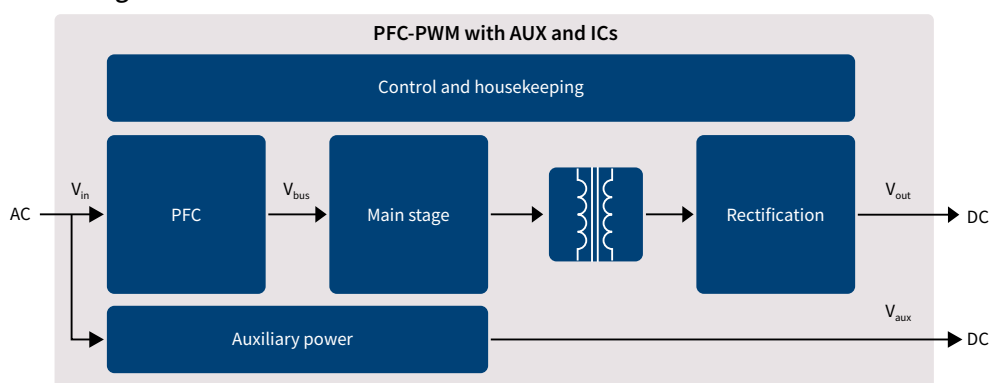 PFC-PWM with AUX and ICs
Control and housekeeping
AC
Vin
PFC
Vbus
Main stage
Rectification
Vout
DC
Auxiliary power
Vaux
DC